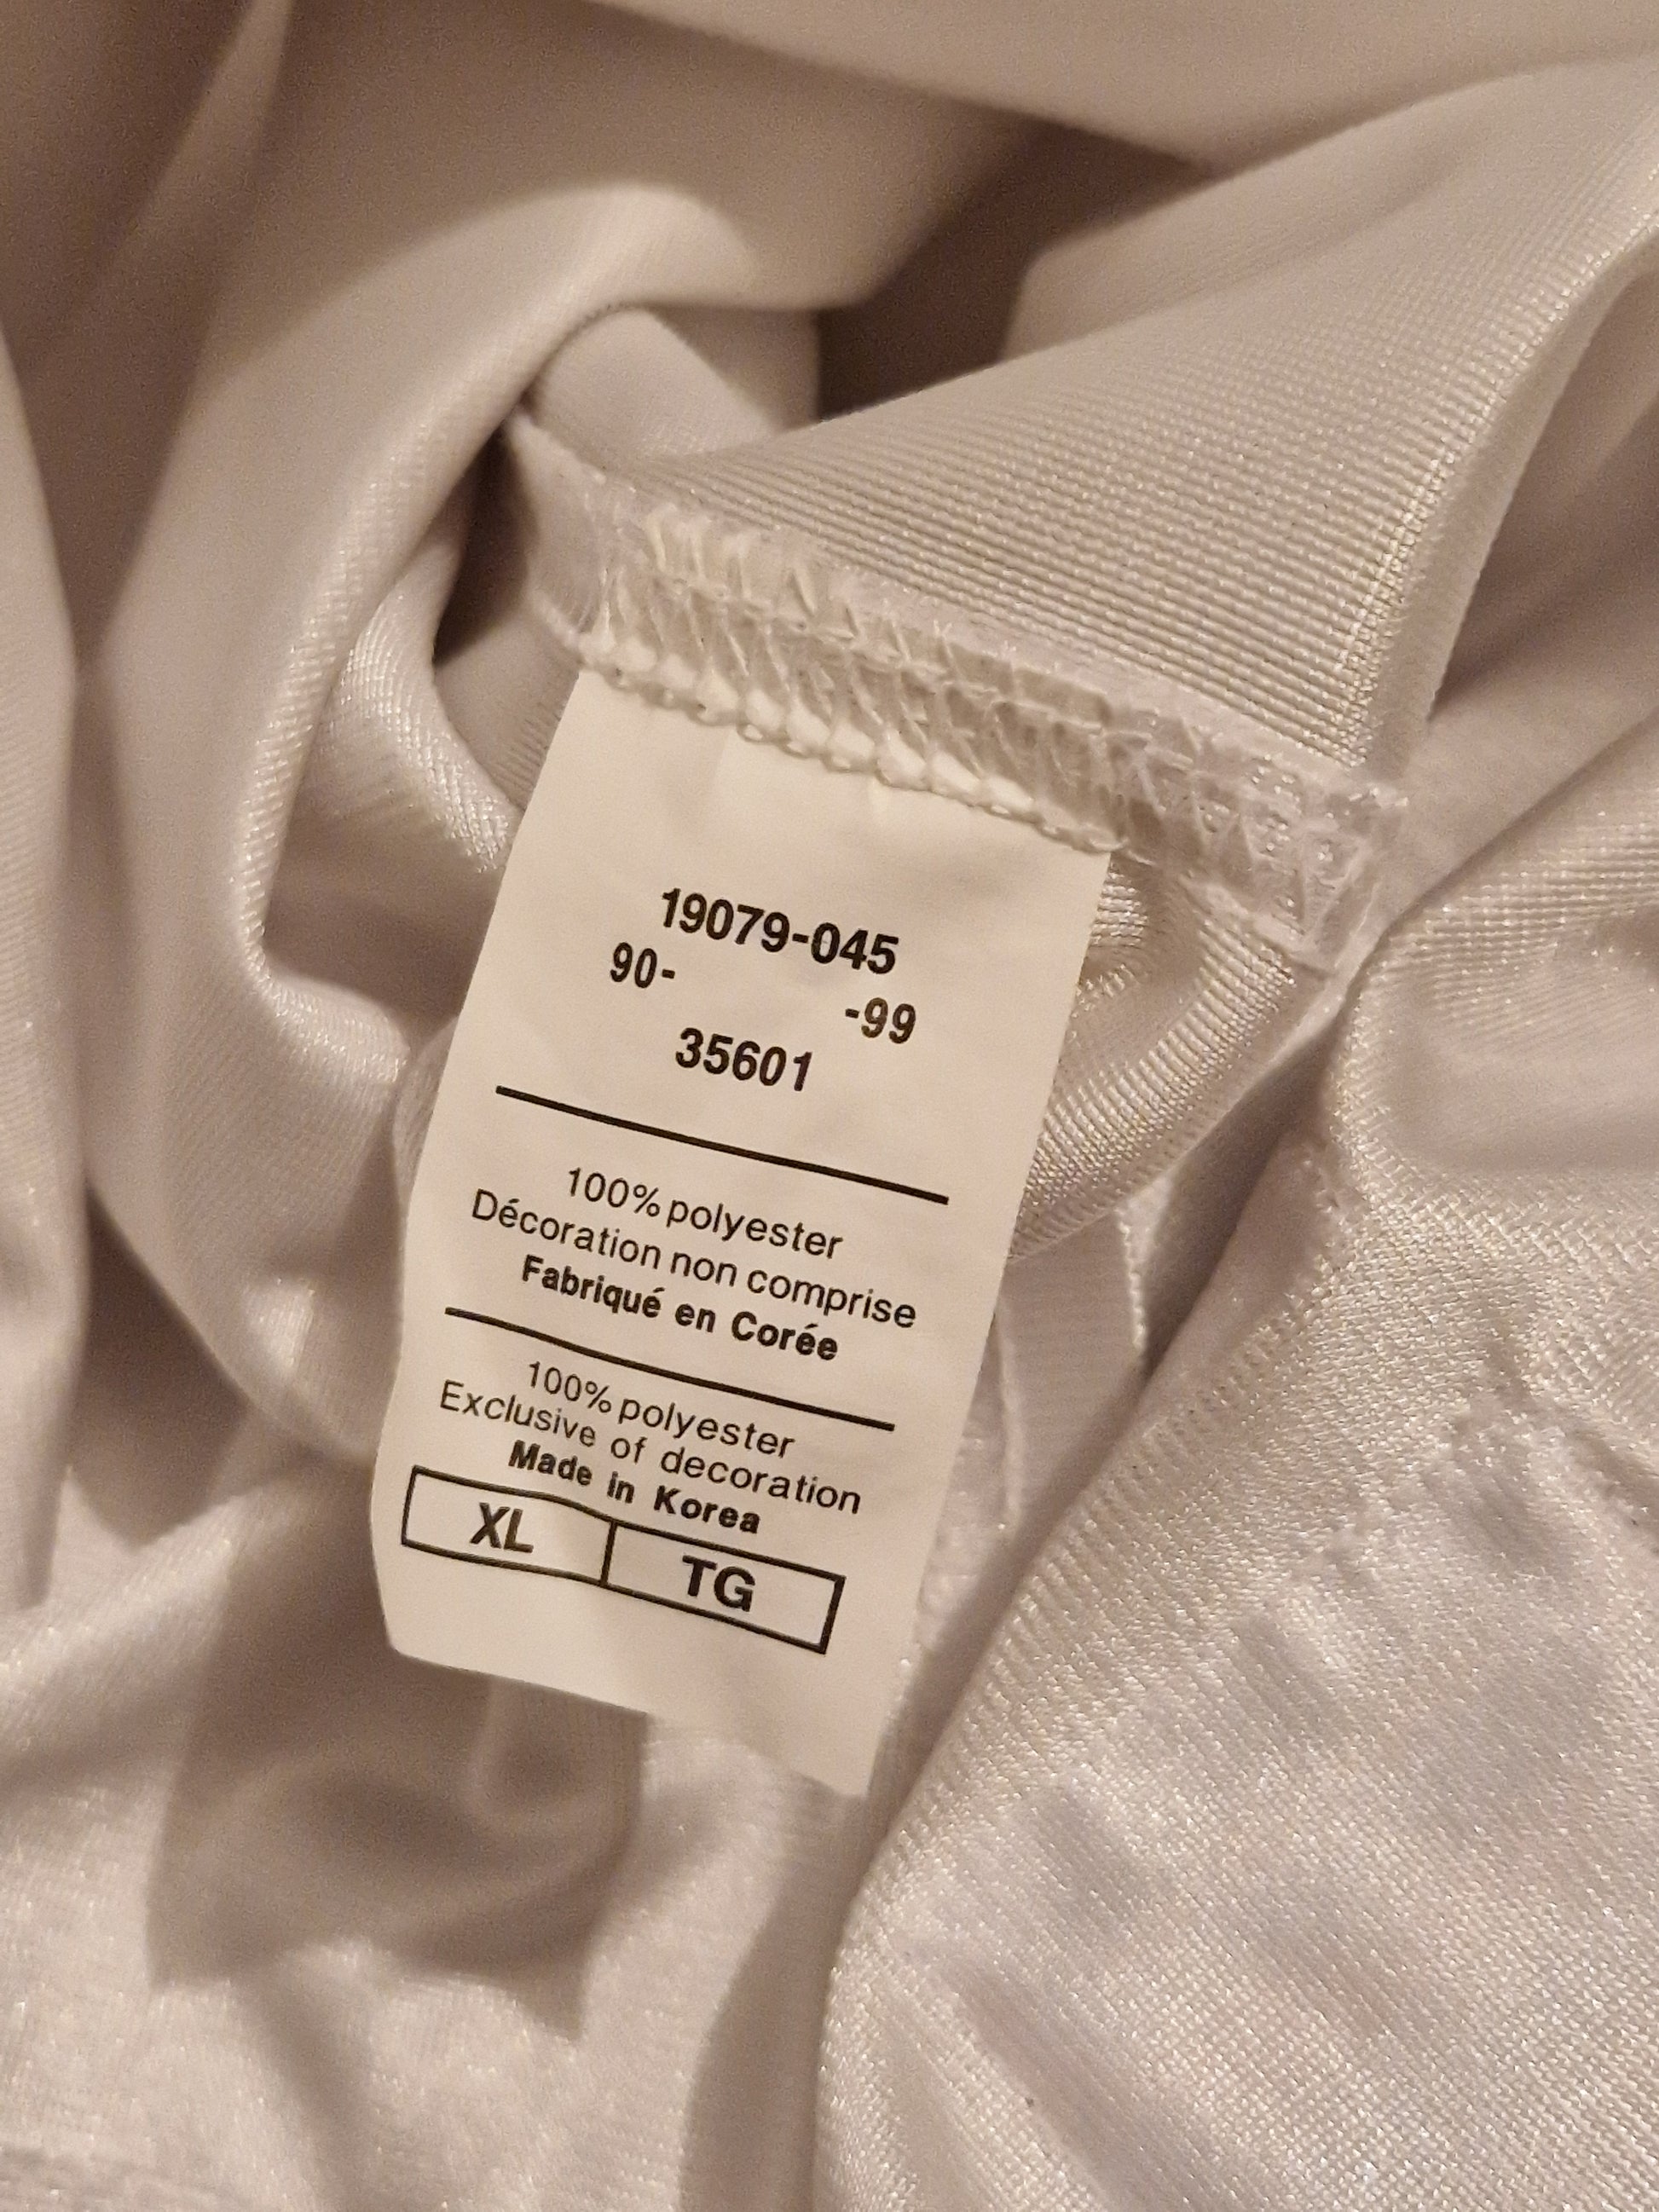 19079-045
90- -99
35601
100% polyester
Décoration non comprise
Fabriqué en Corée
100% polyester
Exclusive of decoration
Made in Korea
XL TG